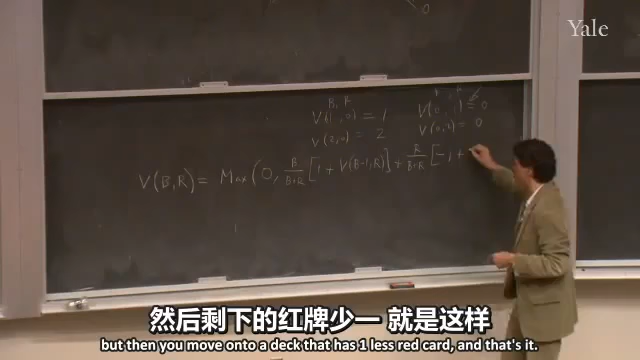 Yale
B, R
V(1,0) = 1
V(0,1) = 0
V(2,0) = 2
V(0,2) = 0
V(B,R) = Max(0, B/B+R [1 + V(B-1,R)] + R/B+R [-1 +
然后剩下的红牌少一 就是这样
but then you move onto a deck that has 1 less red card, and that's it.